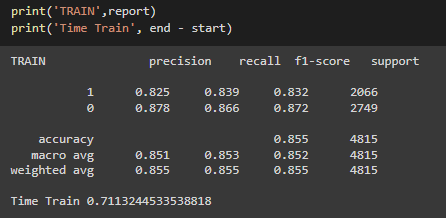 print('TRAIN',report)
print('Time Train', end - start)
TRAIN precision recall f1-score support
1 0.825 0.839 0.832 2066
0 0.878 0.866 0.872 2749
accuracy 0.855 4815
macro avg 0.851 0.853 0.852 4815
weighted avg 0.855 0.855 0.855 4815
Time Train 0.7113244533538818